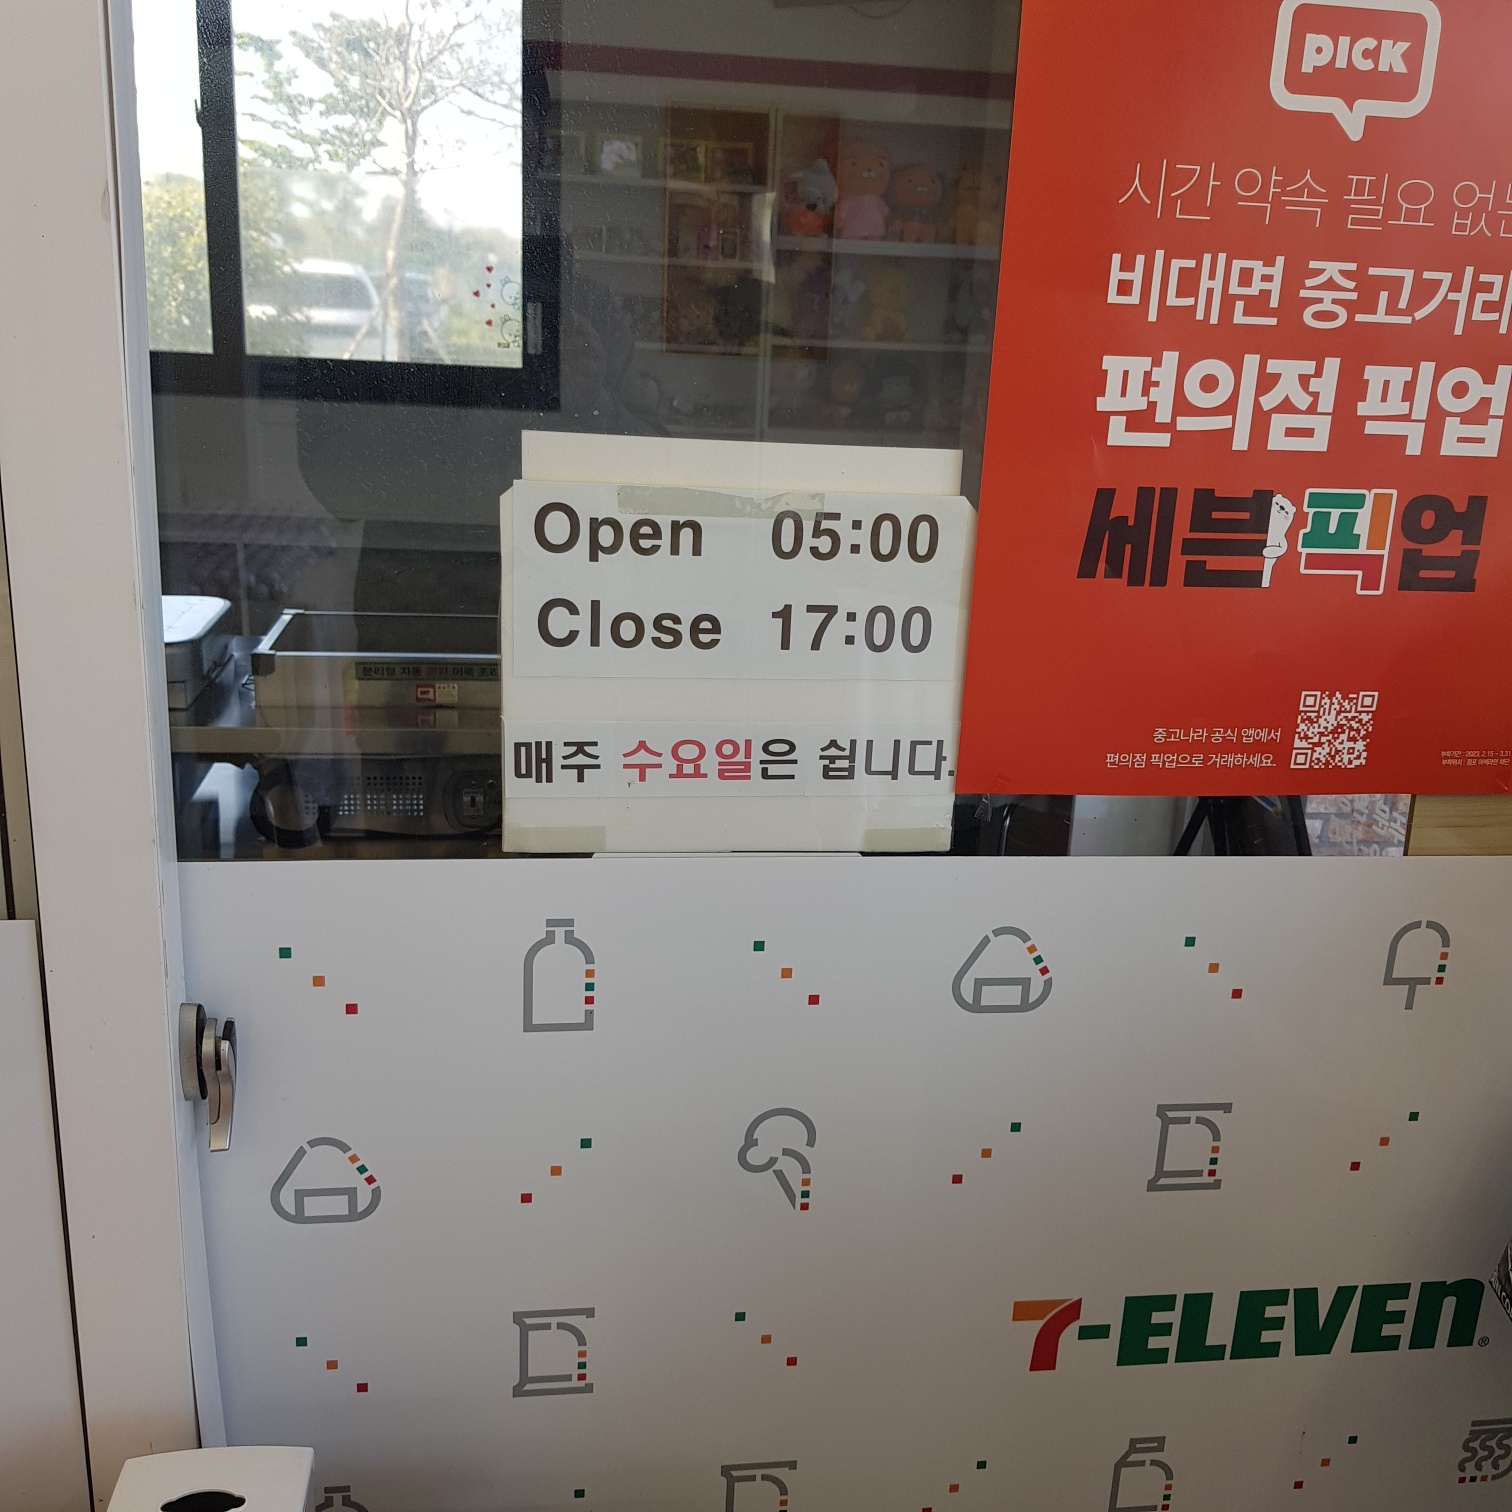 PICK
시간 약속 필요
비대면 중고거래
편의점 픽업
세븐픽업
Open 05:00
Close 17:00
매주 수요일은 쉽니다.
중고나라 공식 앱에서
편의점 픽업으로 거래하세요.
7-ELEVEN®